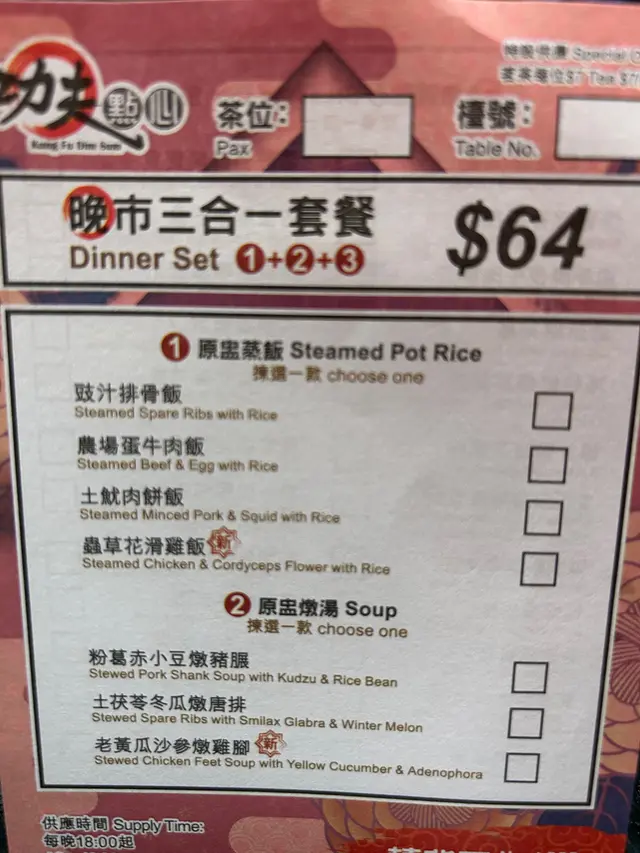 功夫 點心
Kung Fu Dim Sum
茶位：
Pax
檯號：
Table No.
特殷供應 Special
晚市三合一套餐
Dinner Set 1+2+3
$64
1 原盅蒸飯 Steamed Pot Rice
揀選一款 choose one
豉汁排骨飯
Steamed Spare Ribs with Rice
農場蛋牛肉飯
Steamed Beef & Egg with Rice
土魷肉餅飯
Steamed Minced Pork & Squid with Rice
蟲草花滑雞飯 新
Steamed Chicken & Cordyceps Flower with Rice
2 原盅燉湯 Soup
揀選一款 choose one
粉葛赤小豆燉豬𦟌
Stewed Pork Shank Soup with Kudzu & Rice Bean
土茯苓冬瓜燉唐排
Stewed Spare Ribs with Smilax Glabra & Winter Melon
老黃瓜沙參燉雞腳 新
Stewed Chicken Feet Soup with Yellow Cucumber & Adenophora
供應時間 Supply Time:
每晚18:00起